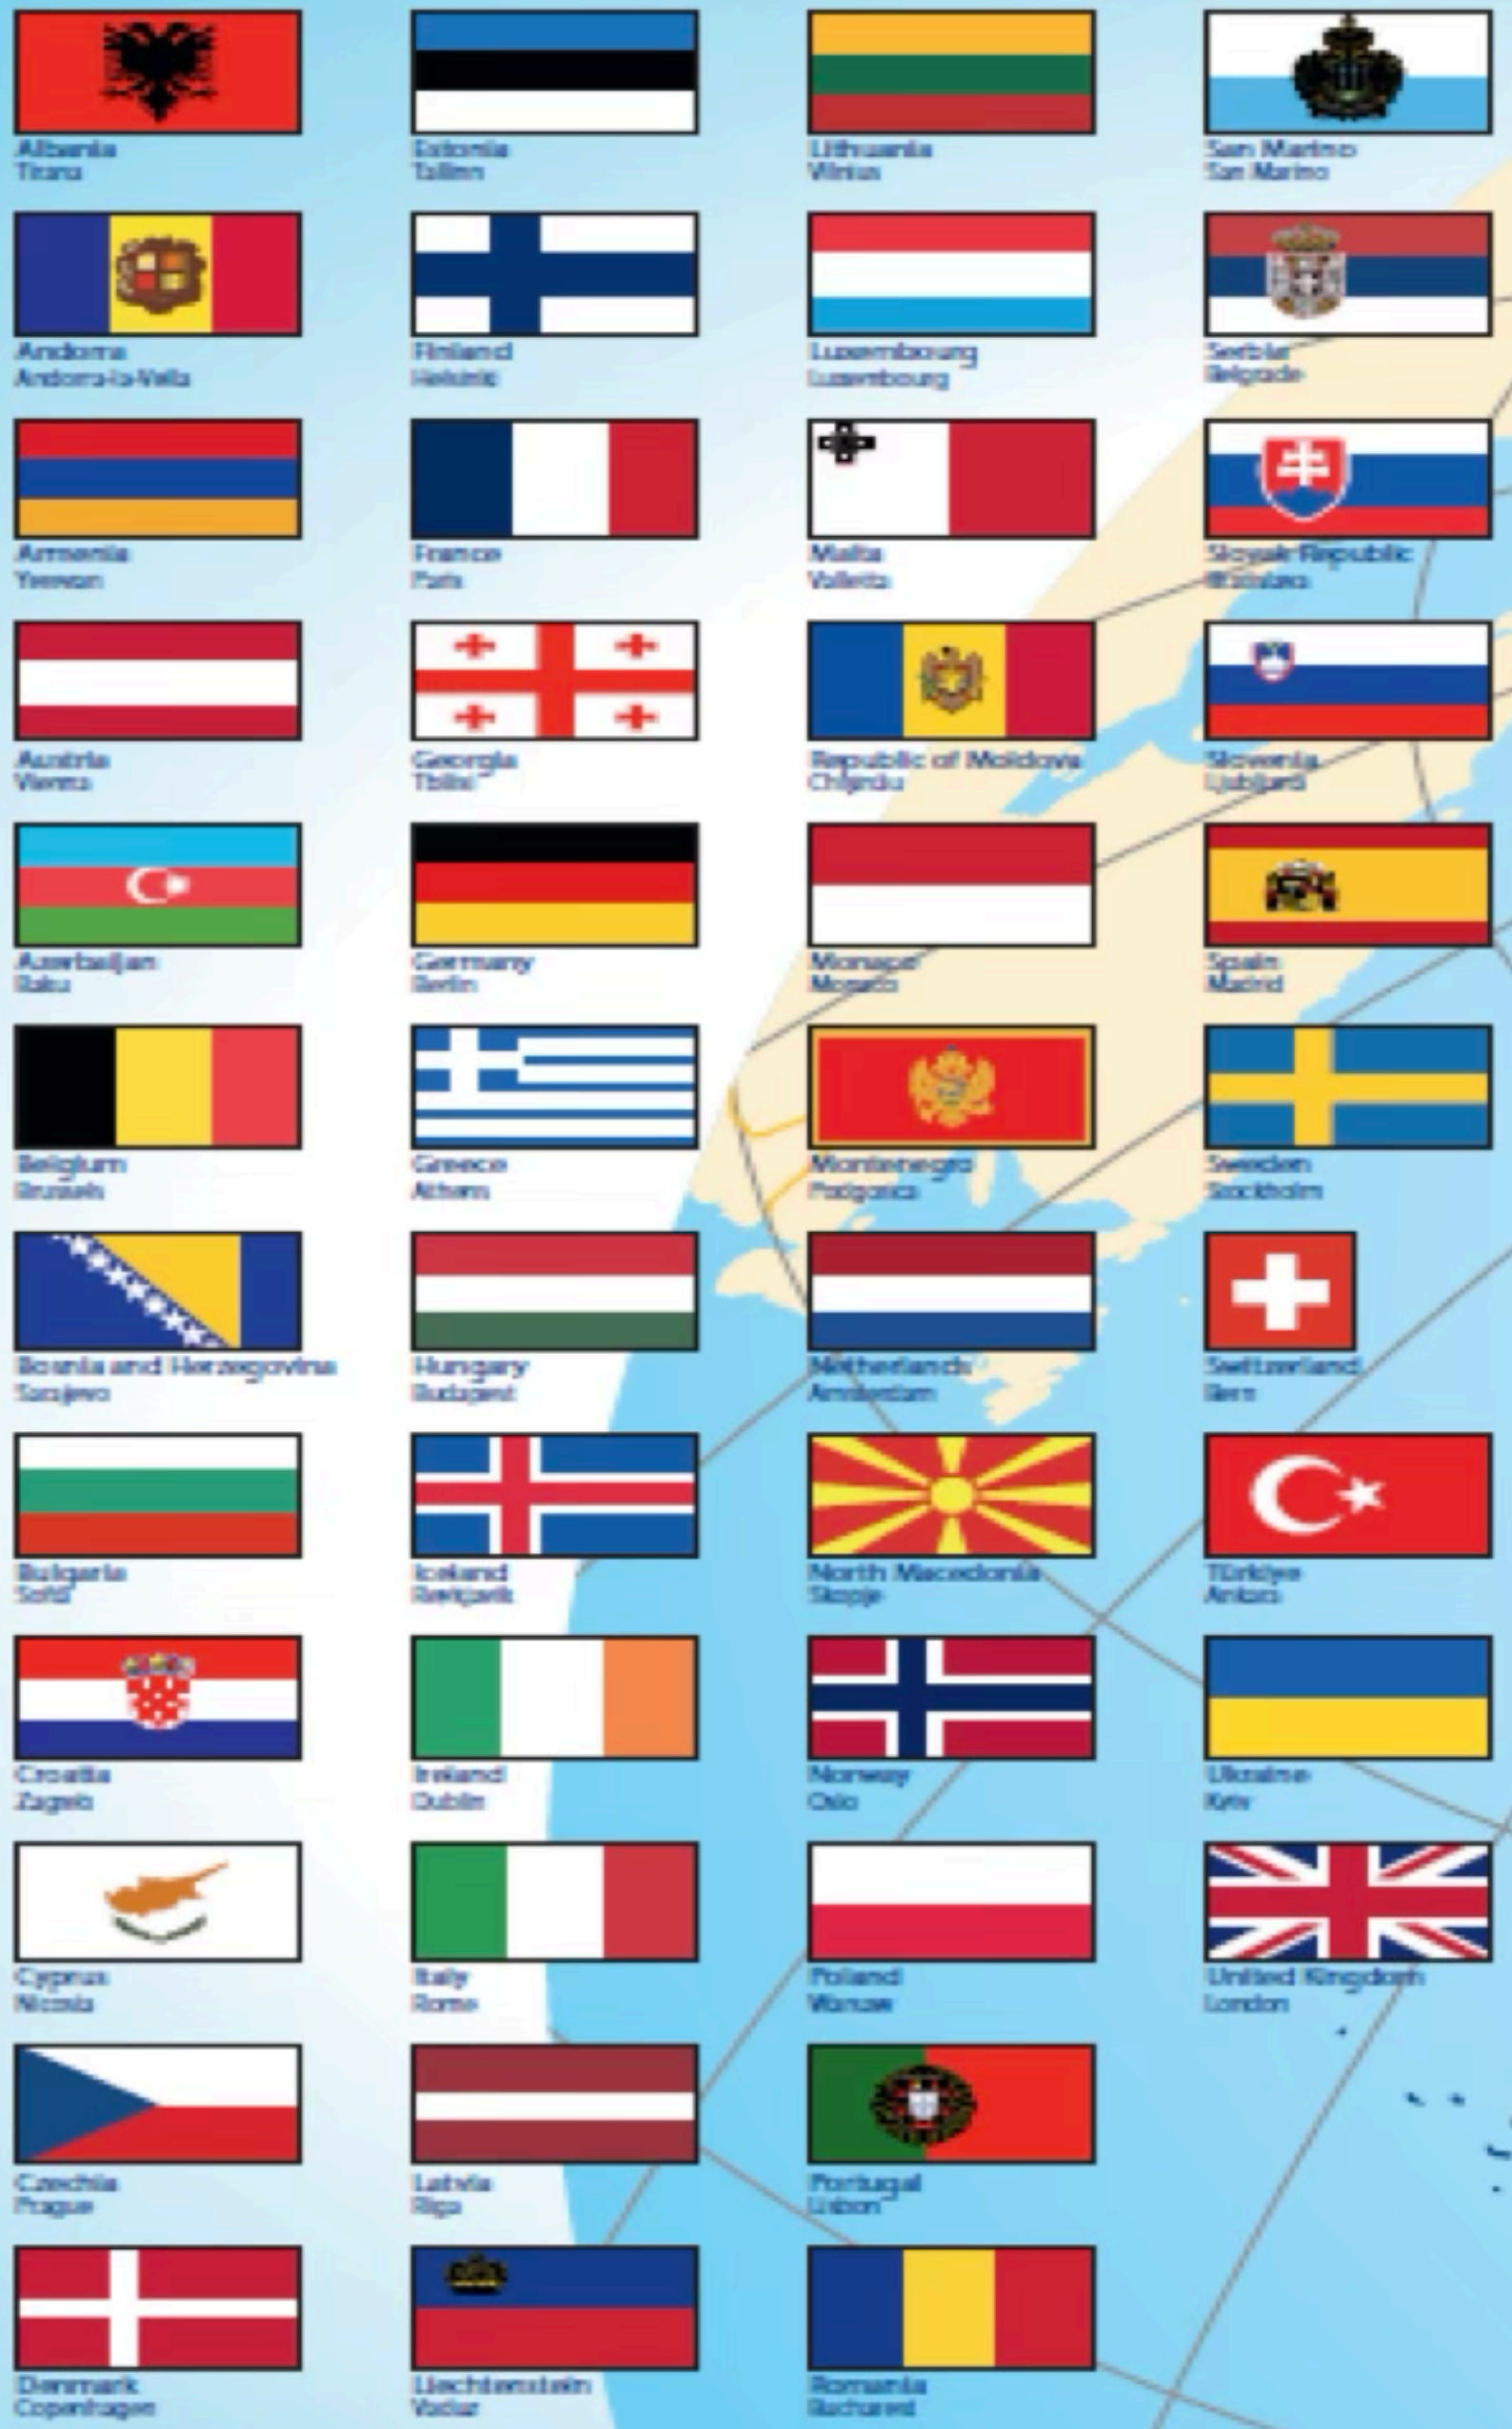 Albania
Tirana
Andorra
Andorra-la-Vella
Armenia
Yerevan
Austria
Vienna
Azerbaijan
Baku
Belgium
Brussels
Bosnia and Herzegovina
Sarajevo
Bulgaria
Sofia
Croatia
Zagreb
Cyprus
Nicosia
Czechia
Prague
Denmark
Copenhagen
Estonia
Tallinn
Finland
Helsinki
France
Paris
Georgia
Tbilisi
Germany
Berlin
Greece
Athens
Hungary
Budapest
Iceland
Reykjavik
Ireland
Dublin
Italy
Rome
Latvia
Riga
Liechtenstein
Vaduz
Lithuania
Vilnius
Luxembourg
Luxembourg
Malta
Valletta
Republic of Moldova
Monaco
Monaco
Montenegro
Podgorica
Netherlands
Amsterdam
North Macedonia
Skopje
Norway
Oslo
Poland
Warsaw
Portugal
Lisbon
Romania
Bucharest
San Marino
San Marino
Serbia
Belgrade
Slovak Republic
Bratislava
Slovenia
Spain
Madrid
Sweden
Stockholm
Switzerland
Bern
Türkiye
Ankara
Ukraine
Kyiv
United Kingdom
London